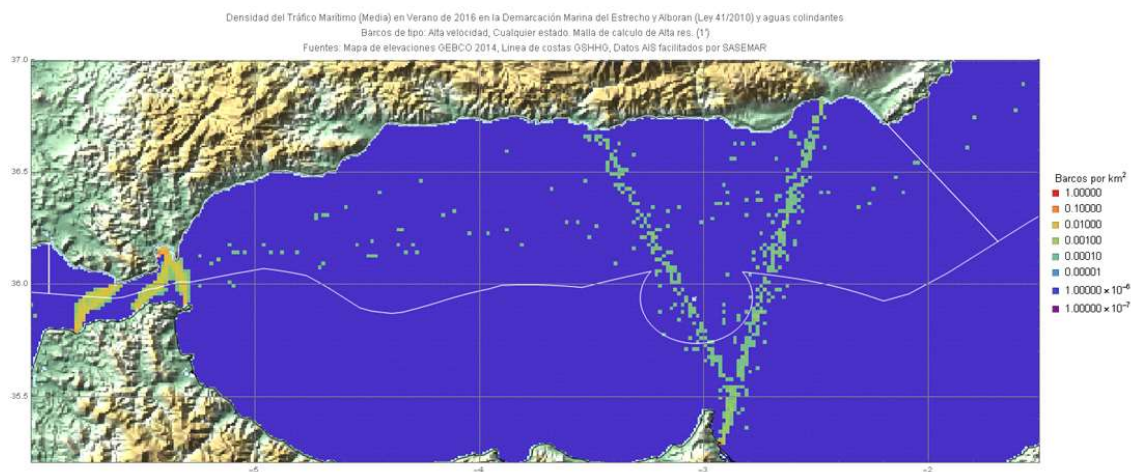 Densidad del Tráfico Marítimo (Media) en Verano de 2016 en la Demarcación Marina del Estrecho y Alboran (Ley 41/2010) y aguas colindantes
Barcos de tipo: Alta velocidad, Cualquier estado. Malla de calculo de Alta res. (1')
Fuentes: Mapa de elevaciones GEBCO 2014, Linea de costas GSHHG, Datos AIS facilitados por SASEMAR
37.0
36.5
36.0
35.5
-5
-4
-3
-2
Barcos por km²
1.00000
0.10000
0.01000
0.00100
0.00010
0.00001
1.00000 × 10⁻⁶
1.00000 × 10⁻⁷